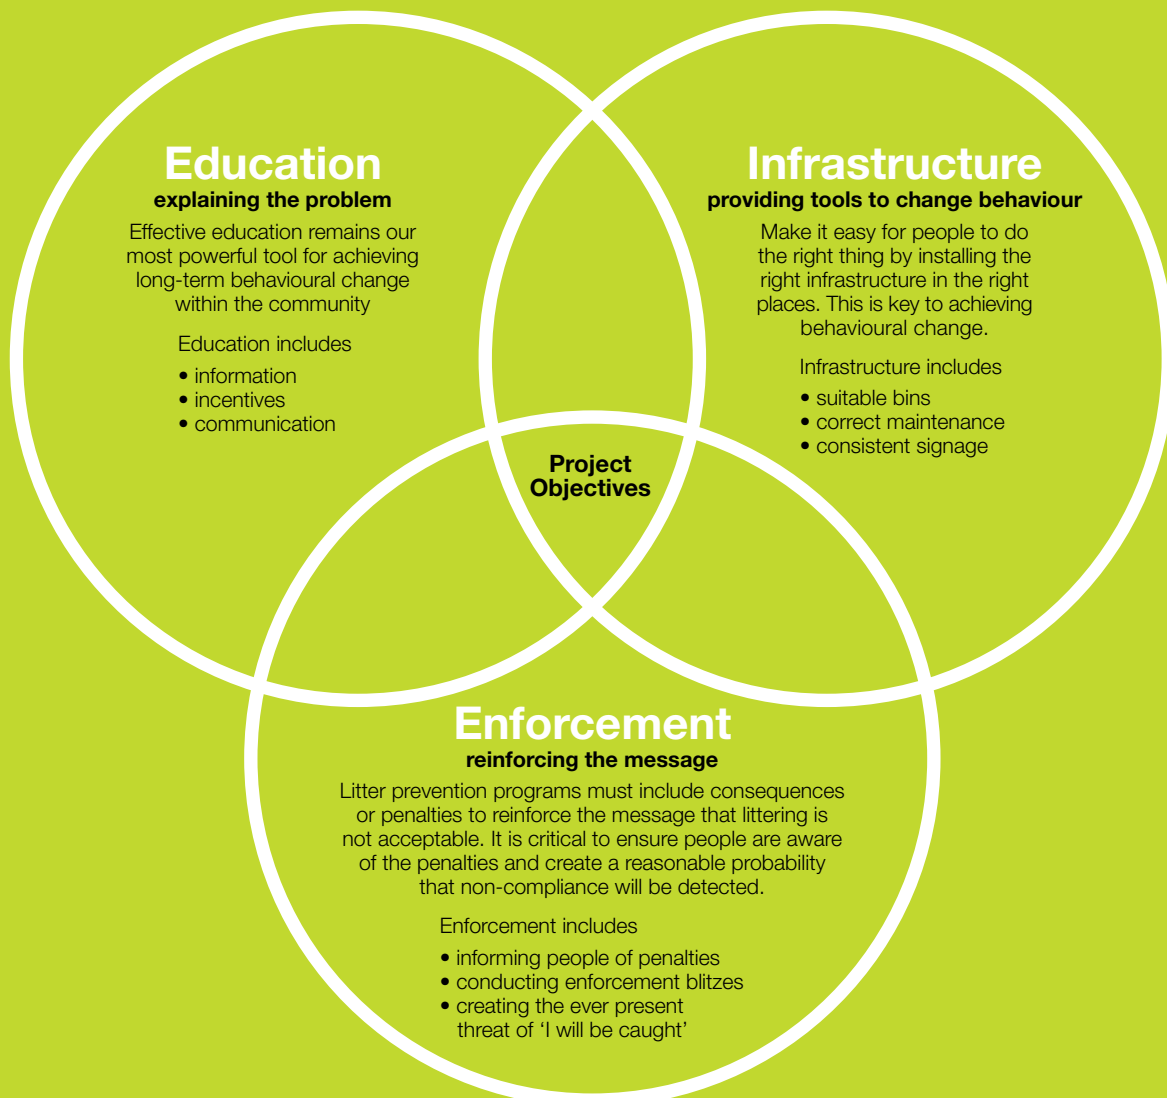 Education
explaining the problem
Effective education remains our
most powerful tool for achieving
long-term behavioural change
within the community
Education includes
• information
• incentives
• communication
Infrastructure
providing tools to change behaviour
Make it easy for people to do
the right thing by installing the
right infrastructure in the right
places. This is key to achieving
behavioural change.
Infrastructure includes
• suitable bins
• correct maintenance
• consistent signage
Project
Objectives
Enforcement
reinforcing the message
Litter prevention programs must include consequences
or penalties to reinforce the message that littering is
not acceptable. It is critical to ensure people are aware
of the penalties and create a reasonable probability
that non-compliance will be detected.
Enforcement includes
• informing people of penalties
• conducting enforcement blitzes
• creating the ever present
threat of ‘I will be caught’